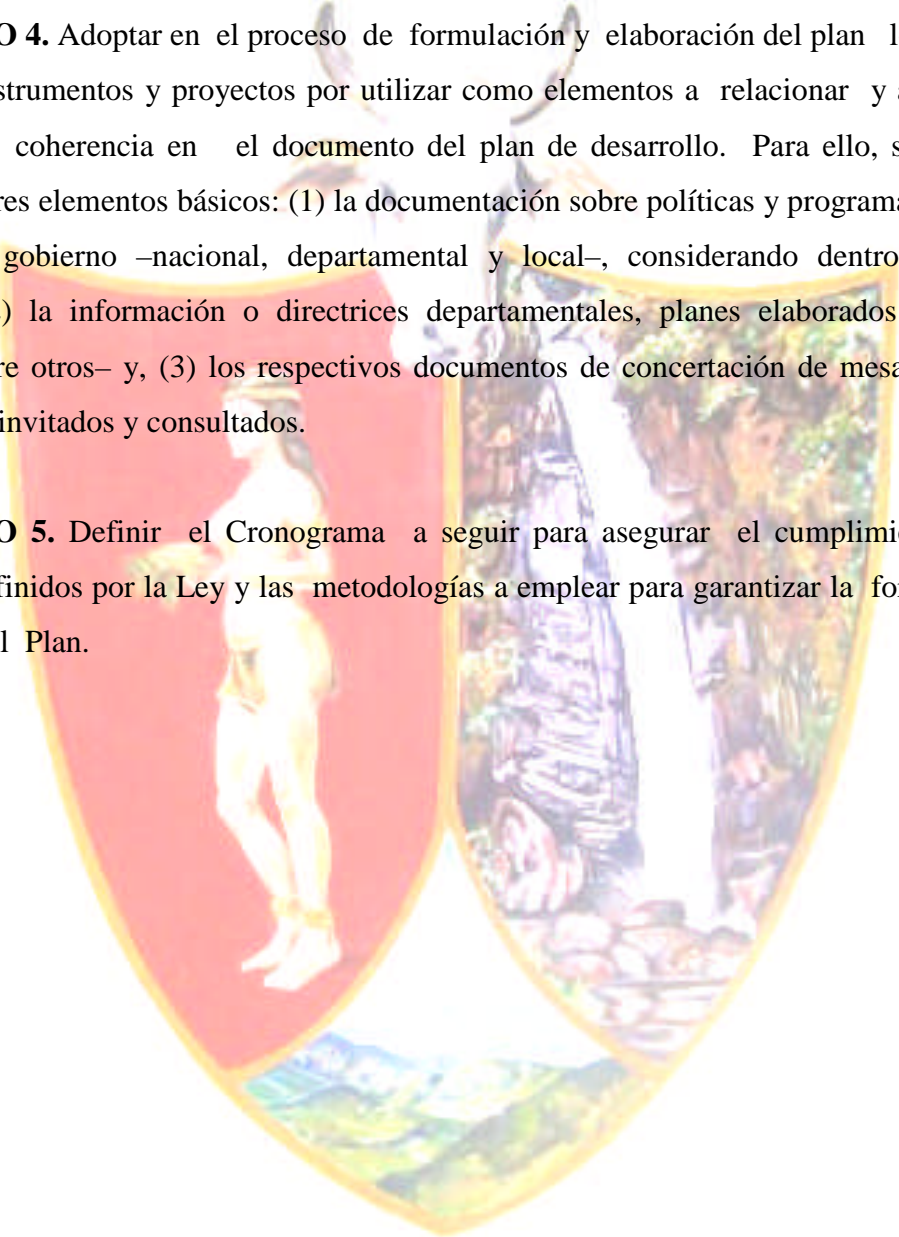 O 4. Adoptar en el proceso de formulación y elaboración del plan l
strumentos y proyectos por utilizar como elementos a relacionar y a
coherencia en el documento del plan de desarrollo. Para ello, s
res elementos básicos: (1) la documentación sobre políticas y programa
gobierno –nacional, departamental y local–, considerando dentro
) la información o directrices departamentales, planes elaborados
re otros– y, (3) los respectivos documentos de concertación de mesa
invitados y consultados.
O 5. Definir el Cronograma a seguir para asegurar el cumplimie
finidos por la Ley y las metodologías a emplear para garantizar la for
l Plan.